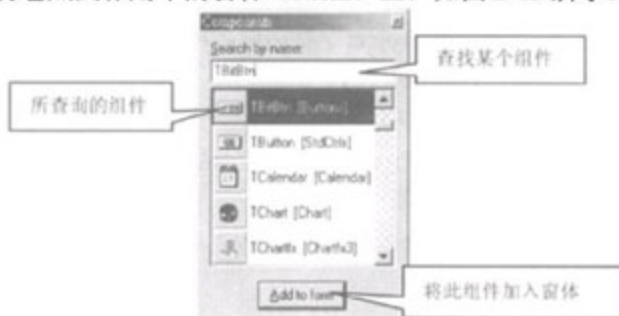 Components
Search by name:
TBitBtn
查找某个组件
所查询的组件
TBitBtn [Buttons]
TButton [StdCtrls]
TCalendar [Calendar]
TChart [Chart]
TChartfx [Chartfx3]
Add to form
将此组件加入窗体